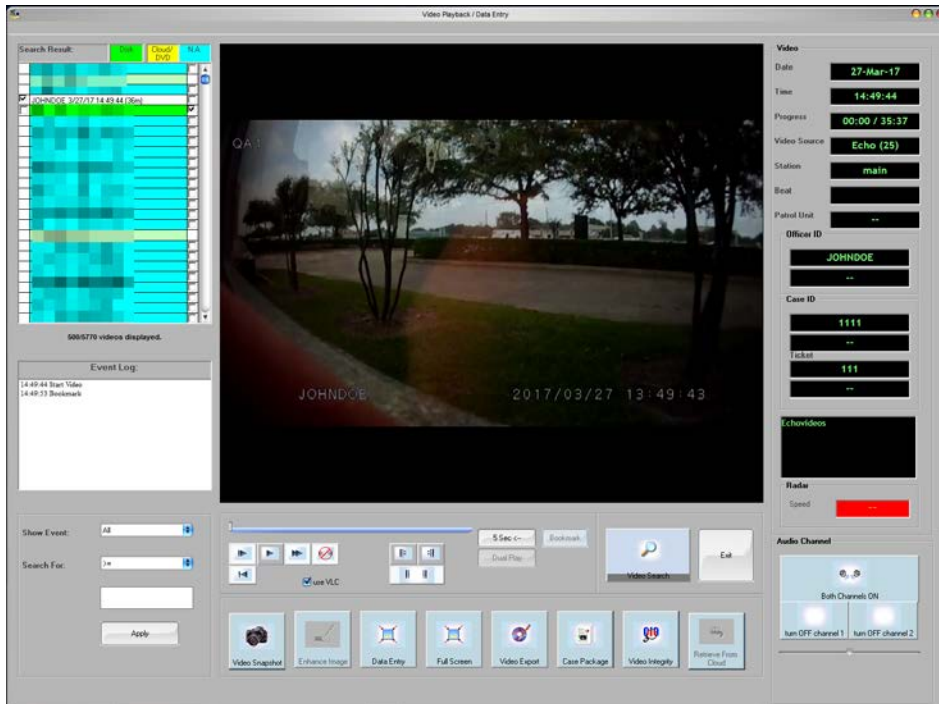 Video Playback / Data Entry
Search Result:
Disk
Cloud/
DVD
N.A.
JOHNDOE 3/27/17 14:49:44 (36m)
500/5770 videos displayed.
Event Log:
14:49:44 Start Video
14:49:53 Bookmark
Show Event:
All
Search For:
>=
Apply
JOHNDOE
2017/03/27 13:49:43
5 Sec <--
Bookmark
Dual Play
use VLC
Video Search
Exit
Video Snapshot
Enhance Image
Data Entry
Full Screen
Video Export
Case Package
Video Integrity
Retrieve From
Cloud
Video
Date
27-Mar-17
Time
14:49:44
Progress
00:00 / 35:37
Video Source
Echo (25)
Station
main
Beat
Patrol Unit
--
Officer ID
JOHNDOE
--
Case ID
1111
--
Ticket
111
--
Echovideos
Radar
Speed
--
Audio Channel
Both Channels ON
turn OFF channel 1
turn OFF channel 2